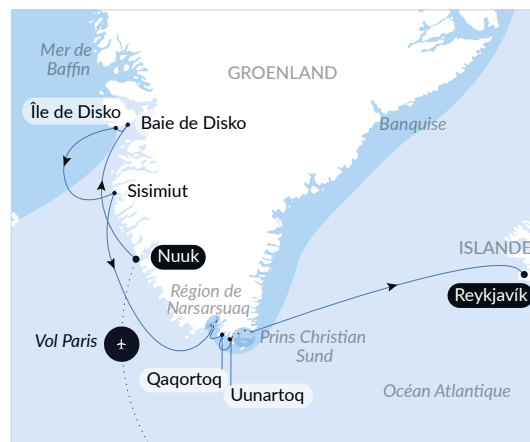 Mer de
Baffin
GROENLAND
Île de Disko
Baie de Disko
Banquise
Sisimiut
Nuuk
ISLANDE
Région de
Narsarsuaq
Reykjavík
Vol Paris
Prins Christian
Sund
Qaqortoq
Uunartoq
Océan Atlantique